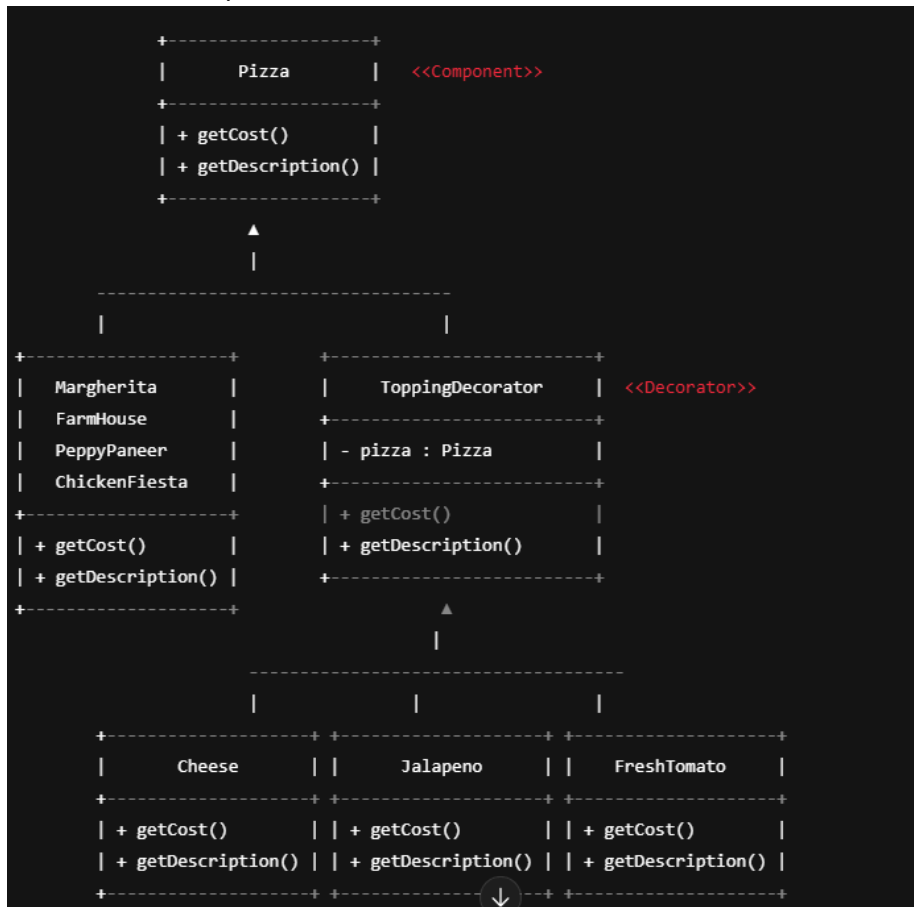 +--------------------+
| Pizza | <<Component>>
+--------------------+
| + getCost() |
| + getDescription() |
+--------------------+
▲
|
-----------------------------------
| |
+--------------------+ +--------------------------+
| Margherita | | ToppingDecorator | <<Decorator>>
| FarmHouse | +--------------------------+
| PeppyPaneer | | - pizza : Pizza |
| ChickenFiesta | +--------------------------+
+--------------------+ | + getCost() |
| + getCost() | | + getDescription() |
| + getDescription() | +--------------------------+
+--------------------+ ▲
|
-------------------------------------
| | |
+--------------------+ +--------------------+ +--------------------+
| Cheese | | Jalapeno | | FreshTomato |
+--------------------+ +--------------------+ +--------------------+
| + getCost() | | + getCost() | | + getCost() |
| + getDescription() | | + getDescription() | | + getDescription() |
+--------------------+ +--------------------+ +--------------------+